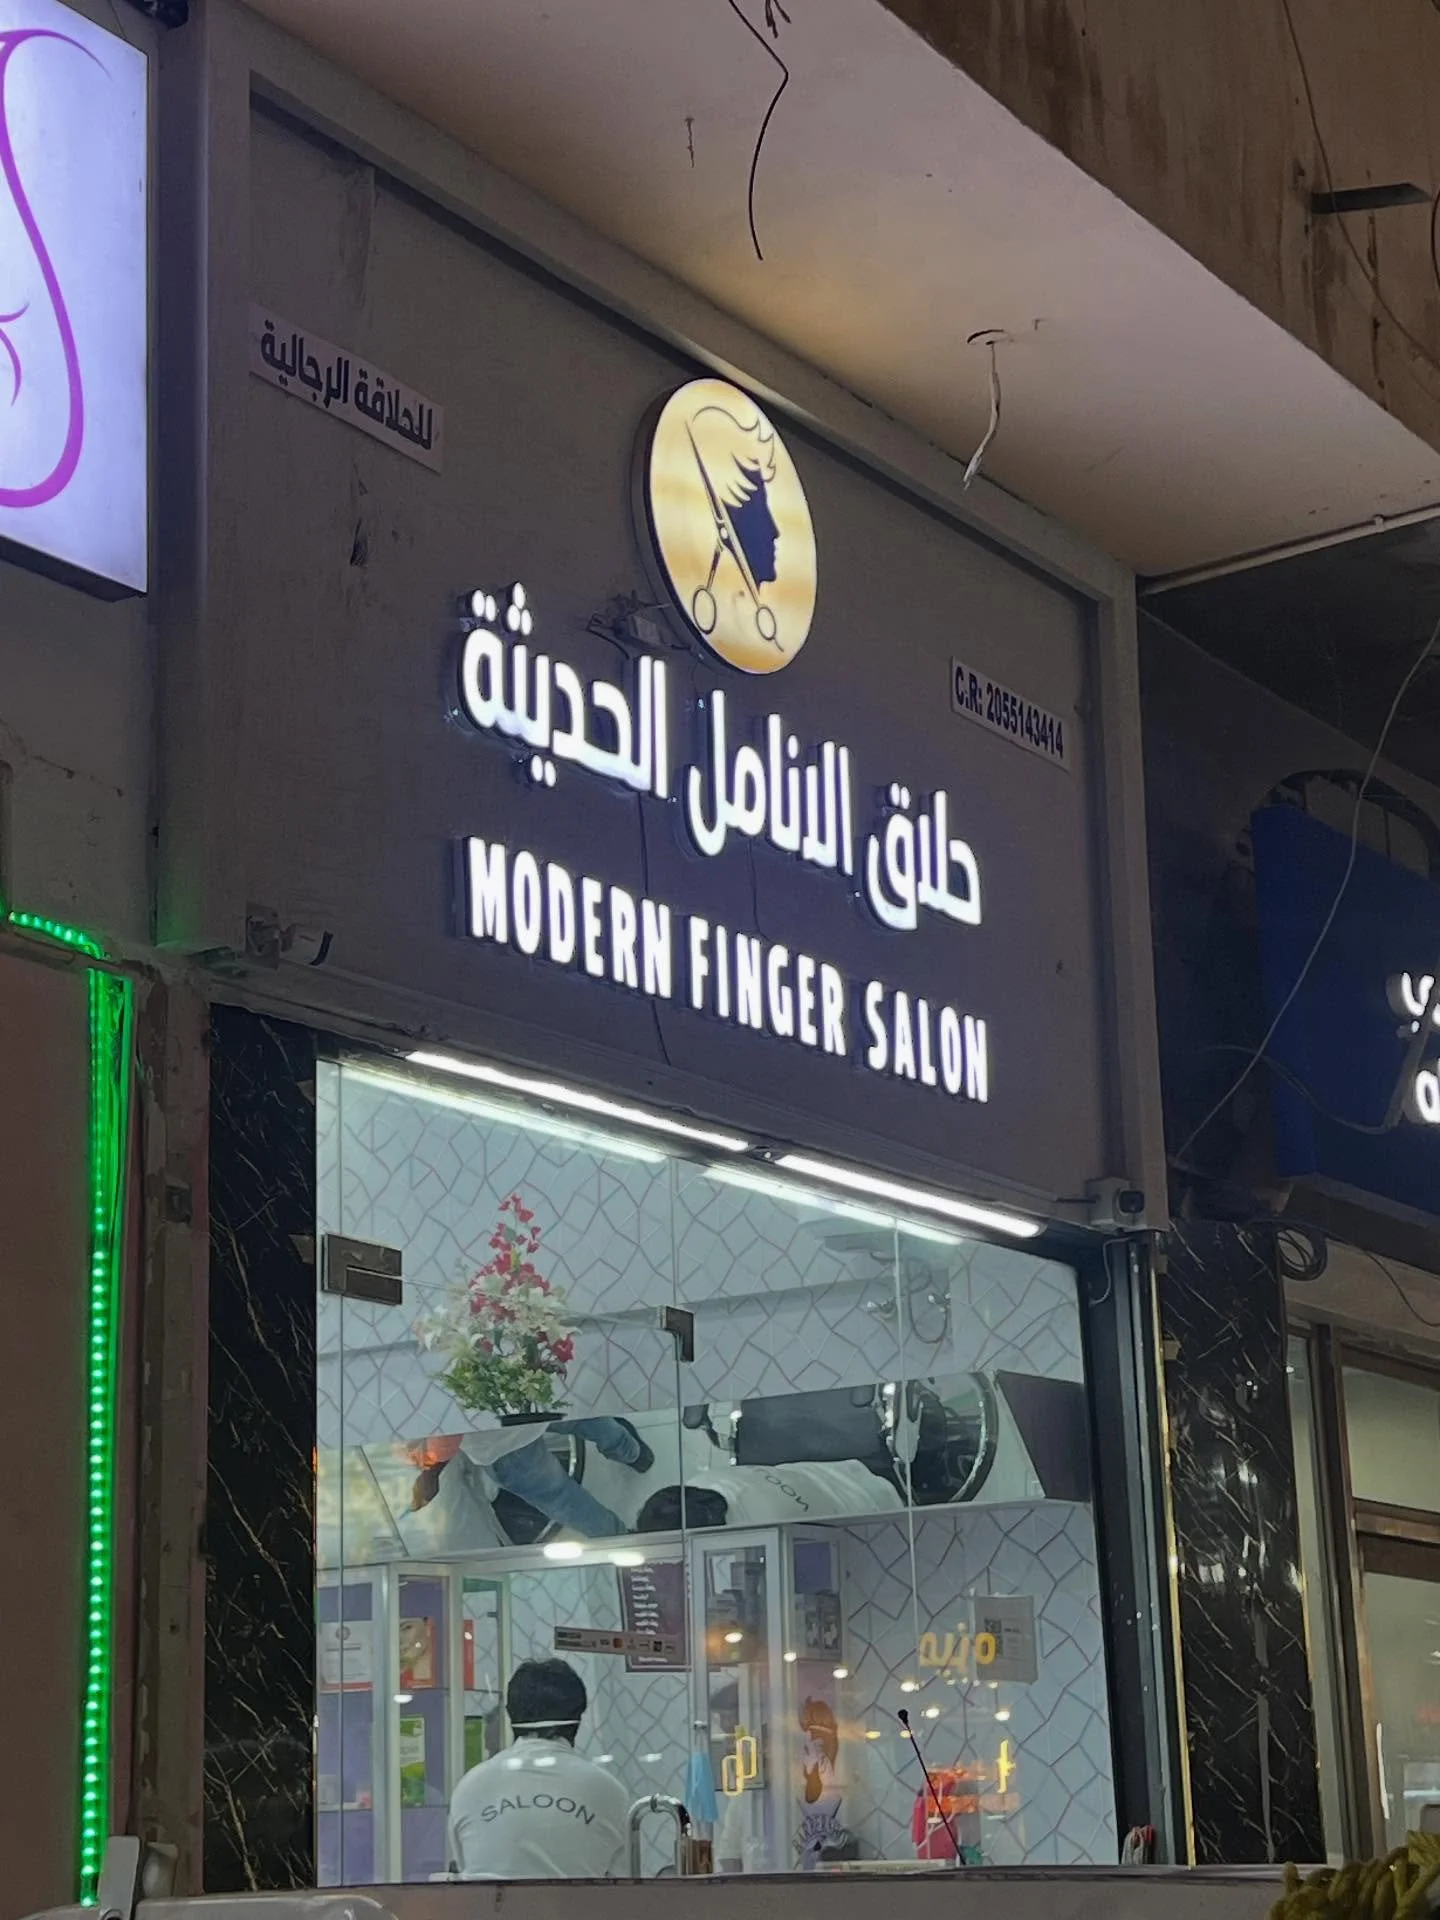 للحلاقة الرجالية
C.R: 2055143414
حلاق الانامل الحديثة
MODERN FINGER SALON
SALOON